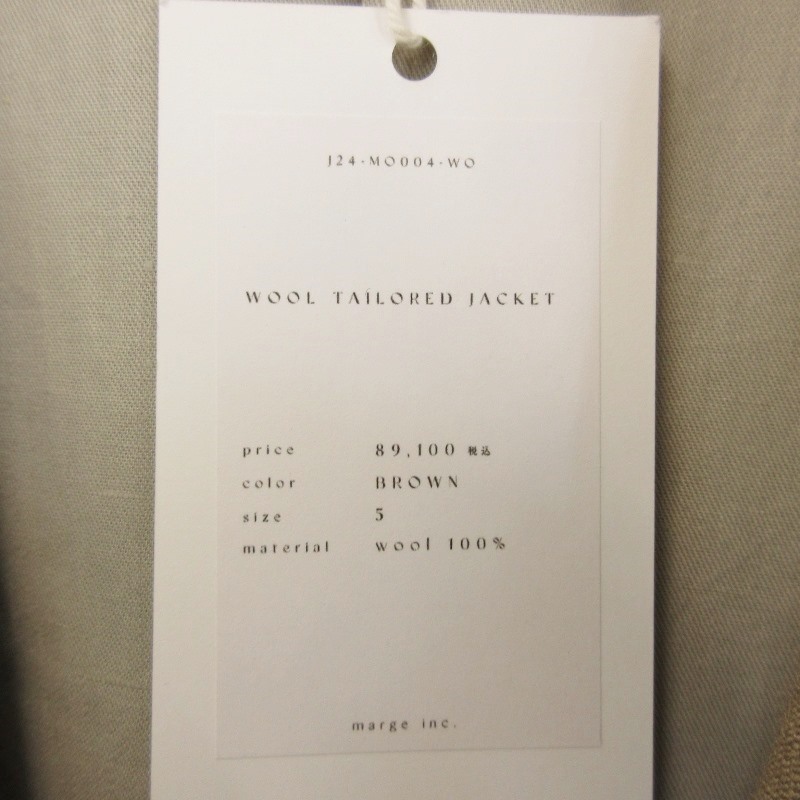 J24-MO004-WO
WOOL TAILORED JACKET
price 89,100 税込
color BROWN
size 5
material wool 100%
marge inc.